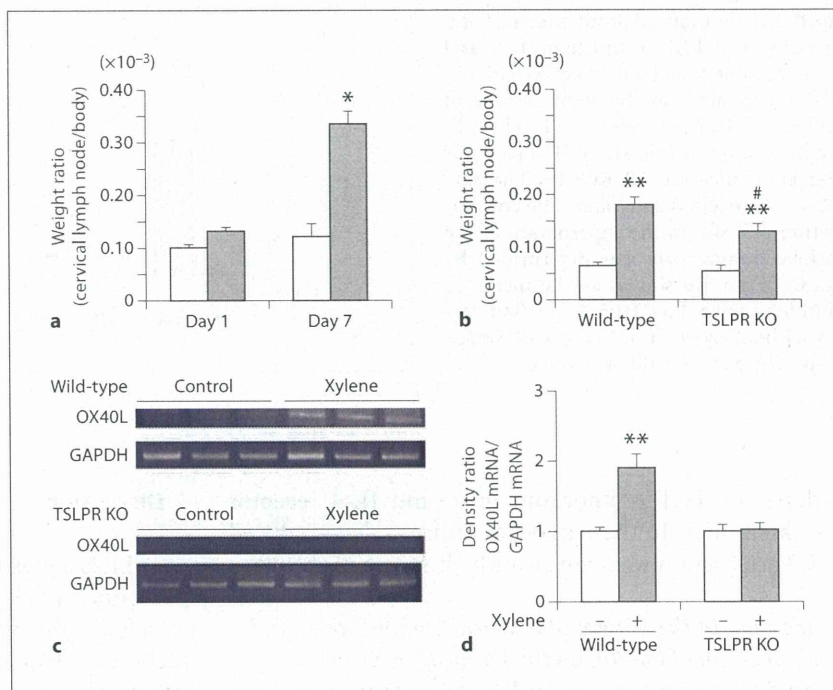 (×10⁻³)
0.40
0.30
0.20
0.10
0
Weight ratio
(cervical lymph node/body)
*
Day 1
Day 7
a
(×10⁻³)
0.40
0.30
0.20
0.10
0
Weight ratio
(cervical lymph node/body)
**
#
**
Wild-type
TSLPR KO
b
Wild-type Control Xylene
OX40L
GAPDH
TSLPR KO Control Xylene
OX40L
GAPDH
c
3
2
1
0
Density ratio
OX40L mRNA/
GAPDH mRNA
**
Xylene – + – +
Wild-type TSLPR KO
d